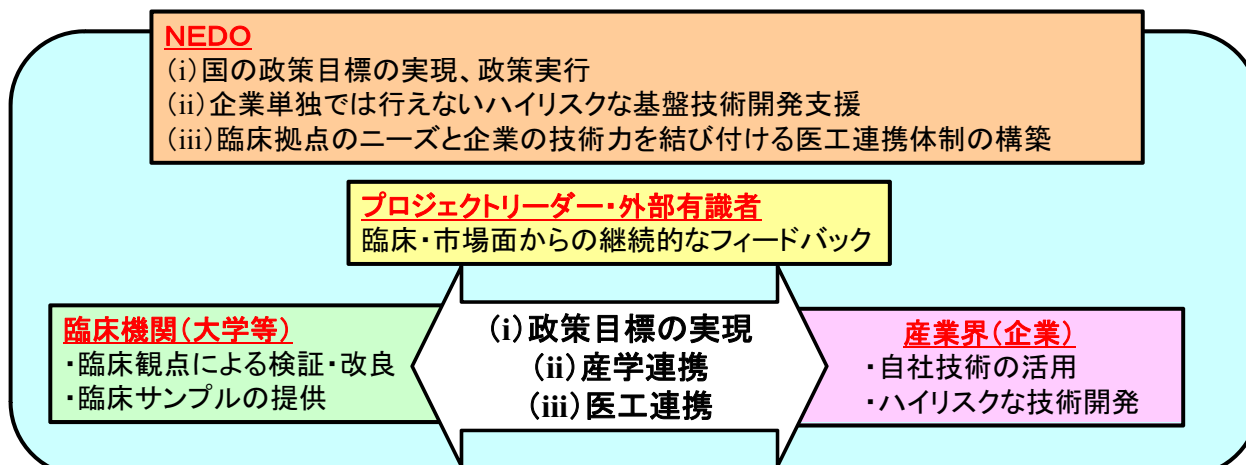 NEDO
(i)国の政策目標の実現、政策実行
(ii)企業単独では行えないハイリスクな基盤技術開発支援
(iii)臨床拠点のニーズと企業の技術力を結び付ける医工連携体制の構築
プロジェクトリーダー・外部有識者
臨床・市場面からの継続的なフィードバック
臨床機関(大学等)
・臨床観点による検証・改良
・臨床サンプルの提供
(i)政策目標の実現
(ii)産学連携
(iii)医工連携
産業界(企業)
・自社技術の活用
・ハイリスクな技術開発